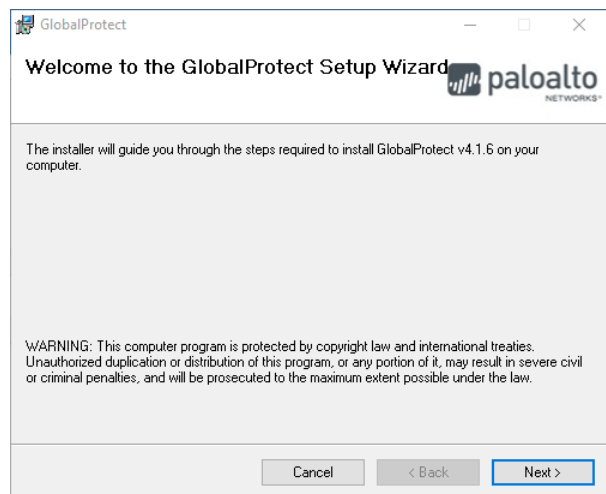 GlobalProtect
Welcome to the GlobalProtect Setup Wizard
paloalto
NETWORKS®
The installer will guide you through the steps required to install GlobalProtect v4.1.6 on your
computer.
WARNING: This computer program is protected by copyright law and international treaties.
Unauthorized duplication or distribution of this program, or any portion of it, may result in severe civil
or criminal penalties, and will be prosecuted to the maximum extent possible under the law.
Cancel
< Back
Next >